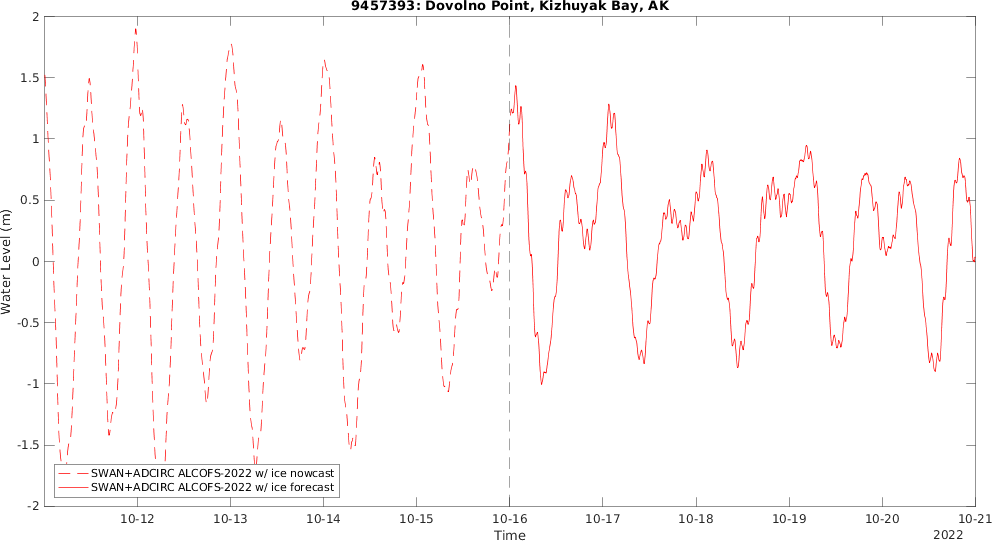 9457393: Dovolno Point, Kizhuyak Bay, AK
Water Level (m)
2
1.5
1
0.5
0
-0.5
-1
-1.5
-2
SWAN+ADCIRC ALCOFS-2022 w/ ice nowcast
SWAN+ADCIRC ALCOFS-2022 w/ ice forecast
10-12 10-13 10-14 10-15 10-16 10-17 10-18 10-19 10-20 10-21
Time
2022